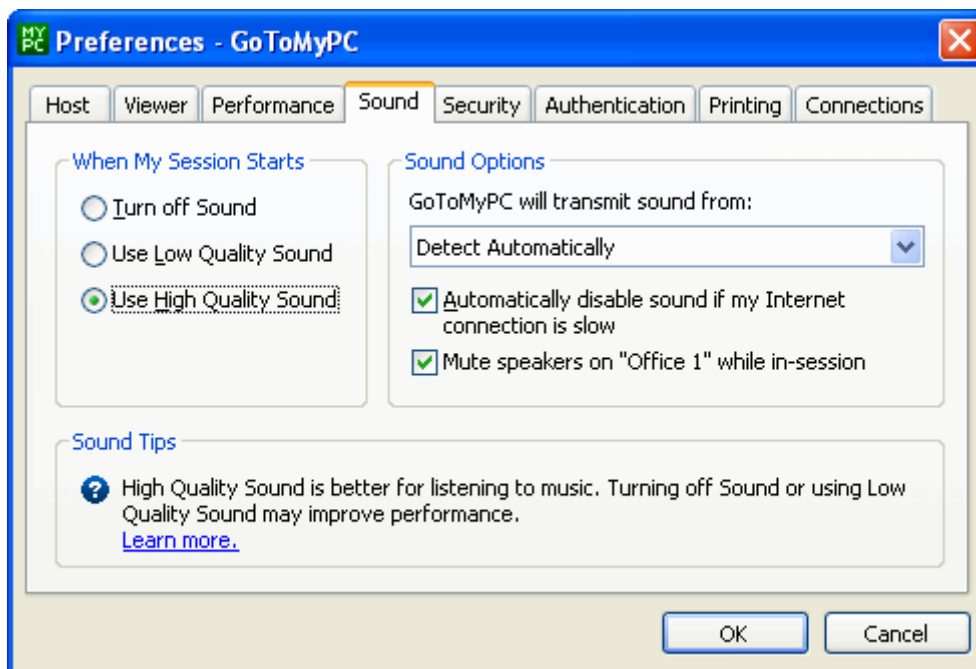 MY
PC
Preferences - GoToMyPC
Host Viewer Performance Sound Security Authentication Printing Connections
When My Session Starts
Turn off Sound
Use Low Quality Sound
Use High Quality Sound
Sound Options
GoToMyPC will transmit sound from:
Detect Automatically
Automatically disable sound if my Internet
connection is slow
Mute speakers on "Office 1" while in-session
Sound Tips
High Quality Sound is better for listening to music. Turning off Sound or using Low
Quality Sound may improve performance.
Learn more.
OK Cancel